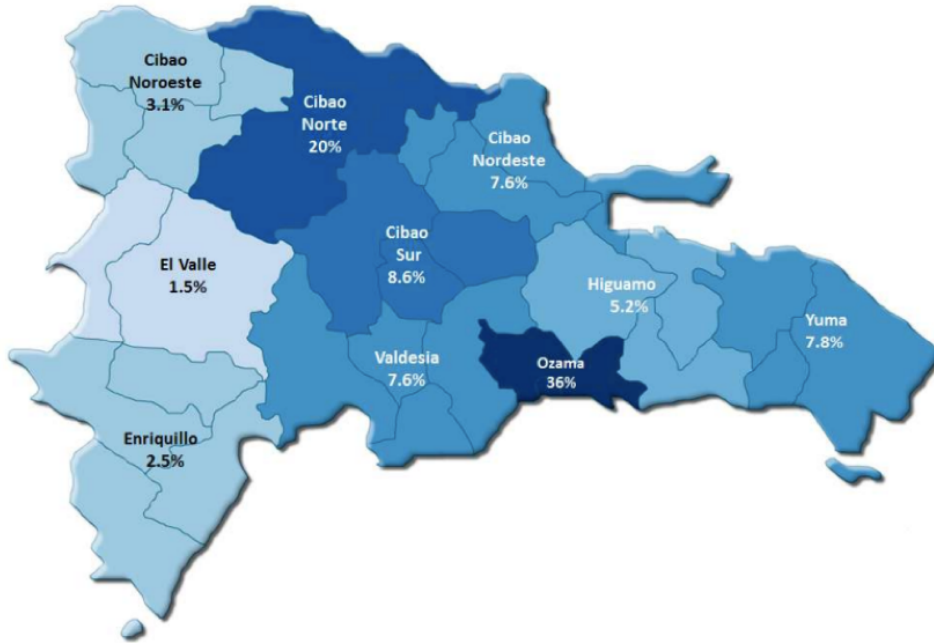 Cibao
Noroeste
3.1%
Cibao
Norte
20%
Cibao
Nordeste
7.6%
Cibao
Sur
8.6%
El Valle
1.5%
Higuamo
5.2%
Yuma
7.8%
Valdesia
7.6%
Ozama
36%
Enriquillo
2.5%